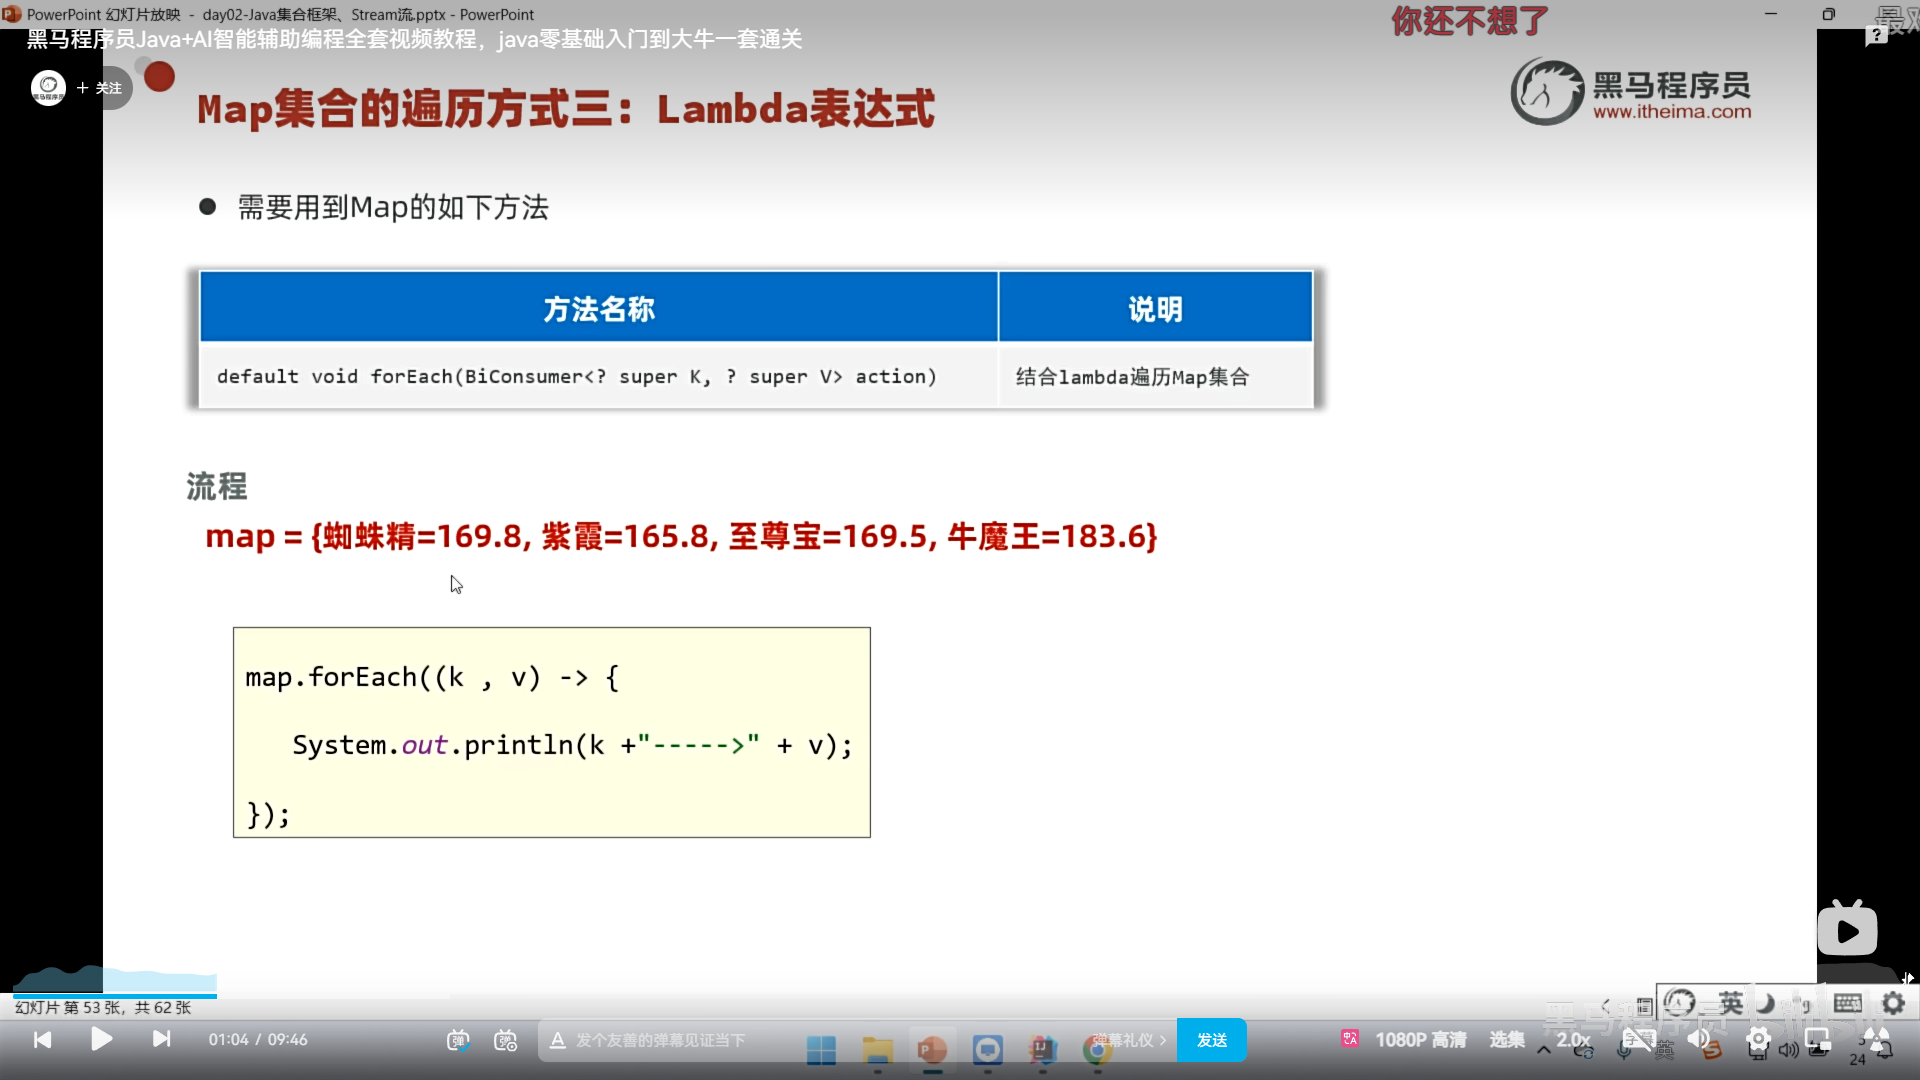 PowerPoint 幻灯片放映 - day02-Java集合框架、Stream流.pptx - PowerPoint
你还不想了
黑马程序员Java+AI智能辅助编程全套视频教程，java零基础入门到大牛一套通关
+ 关注
Map集合的遍历方式三：Lambda表达式
黑马程序员
www.itheima.com
需要用到Map的如下方法
方法名称 说明
default void forEach(BiConsumer<? super K, ? super V> action) 结合lambda遍历Map集合
流程
map = {蜘蛛精=169.8, 紫霞=165.8, 至尊宝=169.5, 牛魔王=183.6}
map.forEach((k , v) -> {
System.out.println(k +"----->" + v);
});
幻灯片 第 53 张，共 62 张
英
黑马程序员
01:04 / 09:46
发个友善的弹幕见证当下
弹幕礼仪 >
发送
1080P 高清
选集
2.0x
英
24